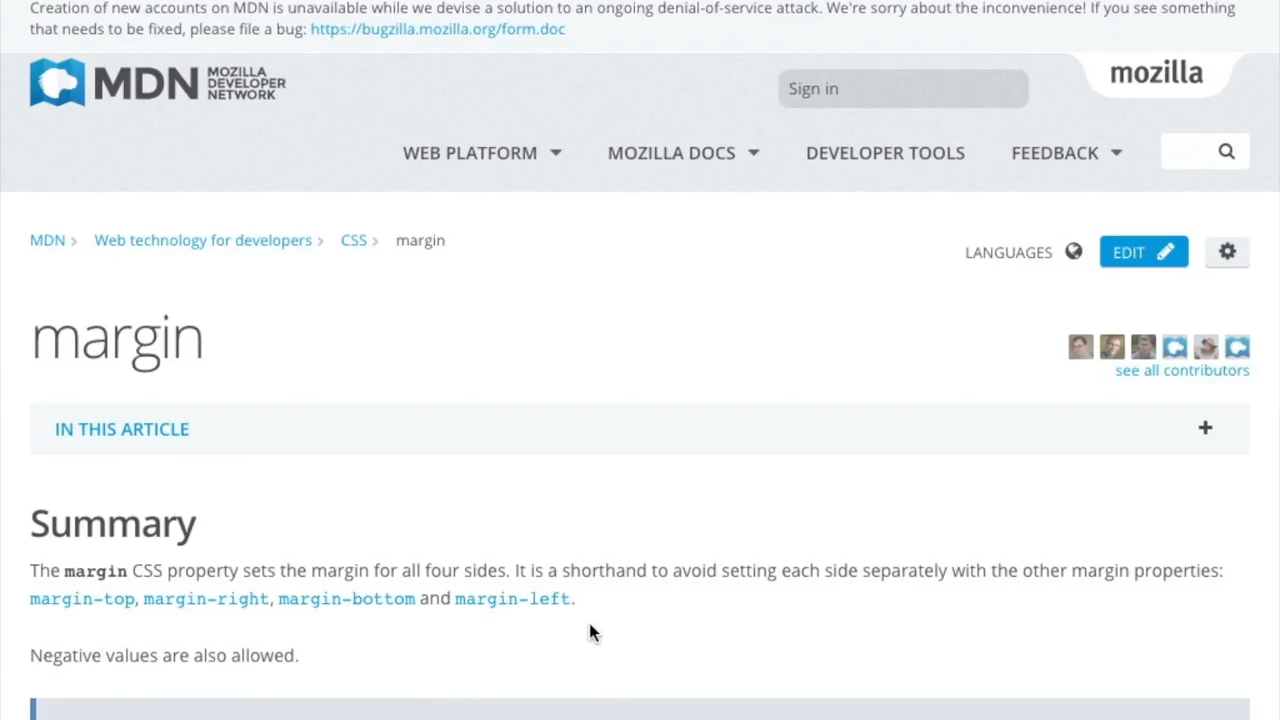 Creation of new accounts on MDN is unavailable while we devise a solution to an ongoing denial-of-service attack. We're sorry about the inconvenience! If you see something
that needs to be fixed, please file a bug: https://bugzilla.mozilla.org/form.doc
MDN MOZILLA DEVELOPER NETWORK
Sign in
mozilla
WEB PLATFORM MOZILLA DOCS DEVELOPER TOOLS FEEDBACK
MDN Web technology for developers CSS margin
LANGUAGES EDIT
margin
see all contributors
IN THIS ARTICLE +
Summary
The margin CSS property sets the margin for all four sides. It is a shorthand to avoid setting each side separately with the other margin properties:
margin-top, margin-right, margin-bottom and margin-left.
Negative values are also allowed.